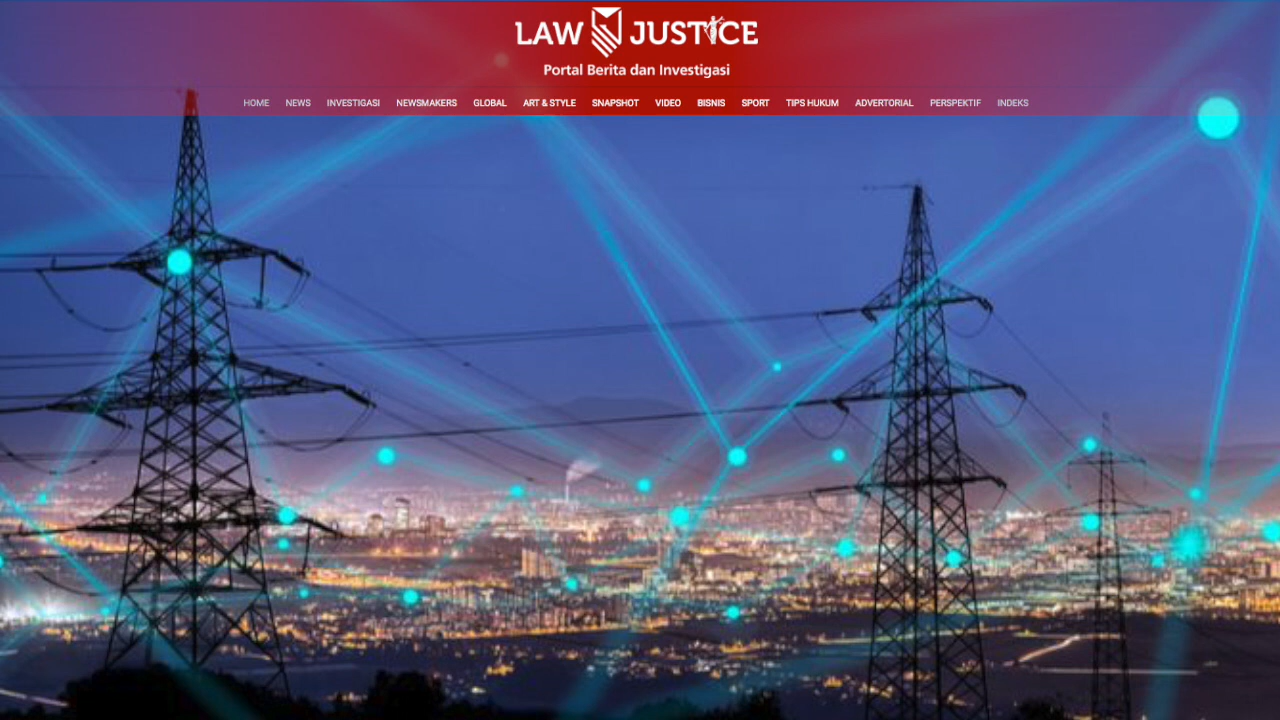 LAW JUSTICE
Portal Berita dan Investigasi
HOME NEWS INVESTIGASI NEWSMAKERS GLOBAL ART & STYLE SNAPSHOT VIDEO BISNIS SPORT TIPS HUKUM ADVERTORIAL PERSPEKTIF INDEKS